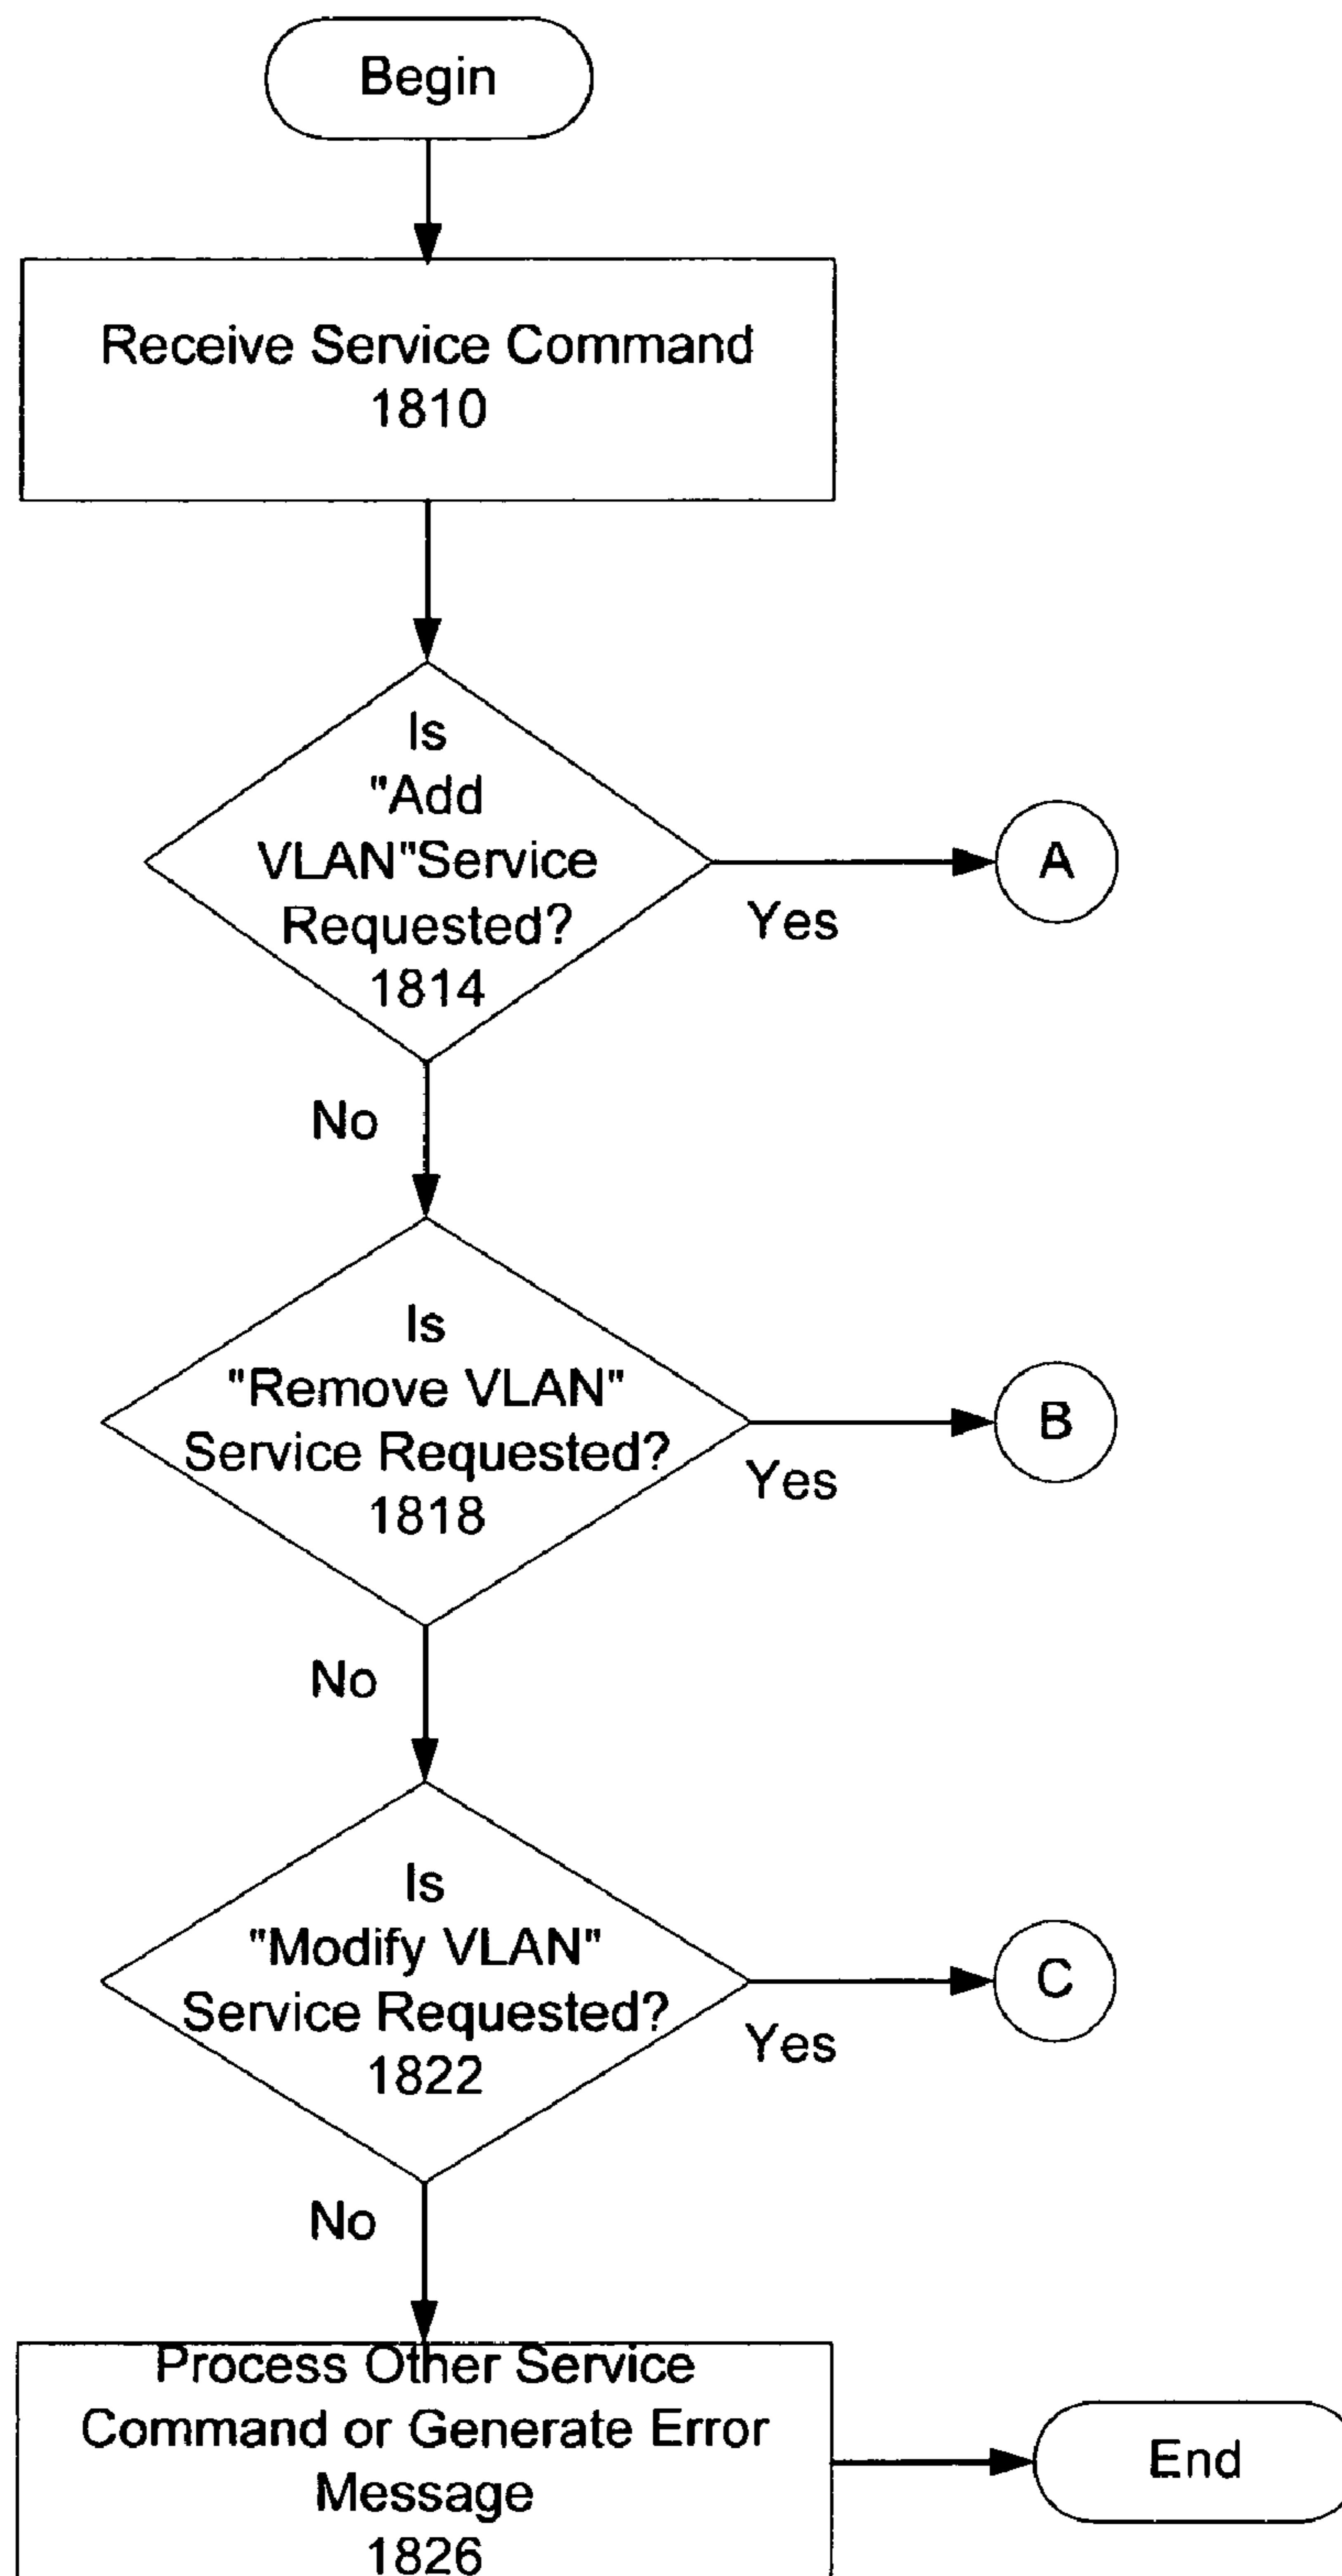 Begin
Receive Service Command
1810
Is
"Add
VLAN"Service
Requested?
1814
A
Yes
No
Is
"Remove VLAN"
Service Requested?
1818
B
Yes
No
Is
"Modify VLAN"
Service Requested?
1822
C
Yes
No
Process Other Service
Command or Generate Error
Message
1826
End